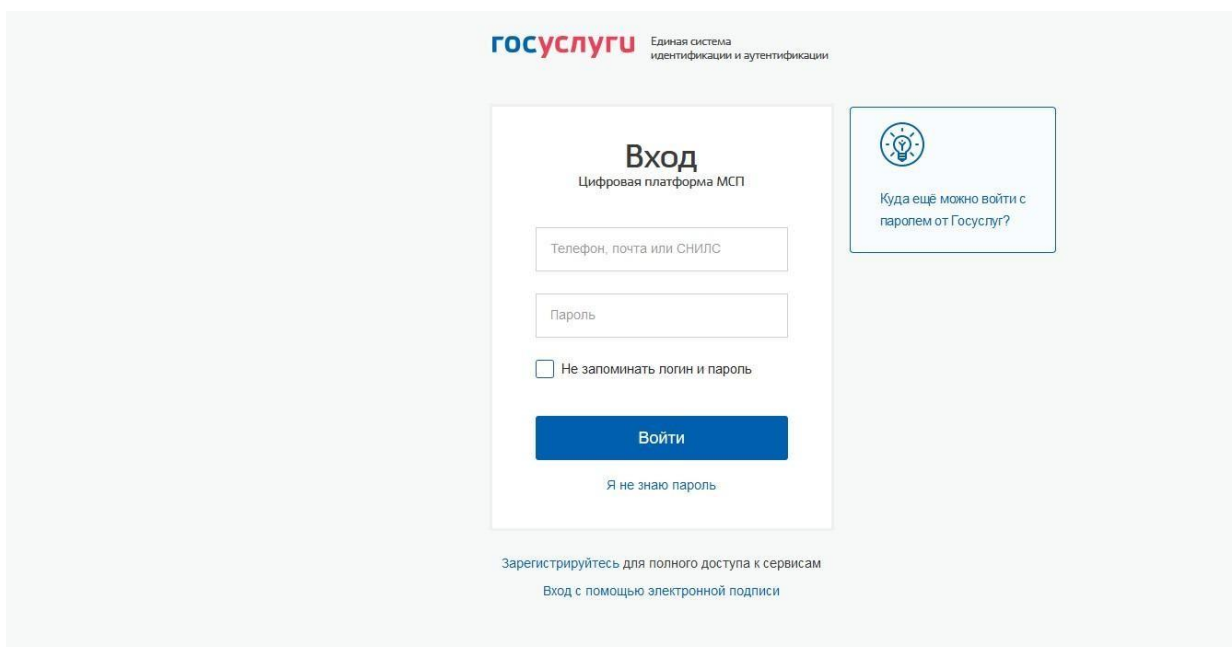 госуслуги
Единая система
идентификации и аутентификации
Вход
Цифровая платформа МСП
Телефон, почта или СНИЛС
Пароль
Не запоминать логин и пароль
Войти
Я не знаю пароль
Куда ещё можно войти с
паролем от Госуслуг?
Зарегистрируйтесь для полного доступа к сервисам
Вход с помощью электронной подписи